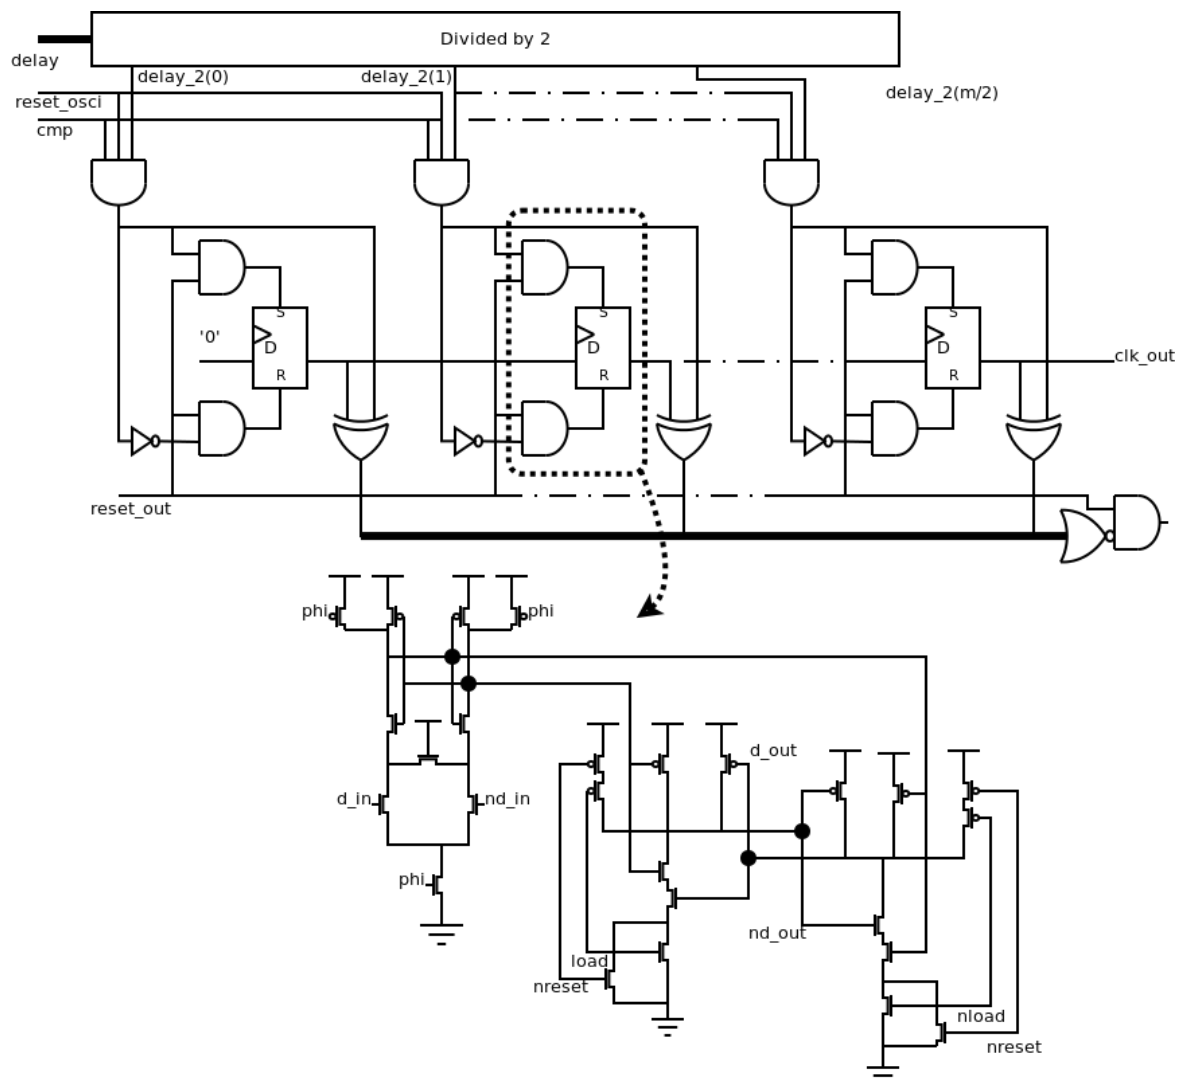 Divided by 2
delay
delay_2(0)
delay_2(1)
delay_2(m/2)
reset_osci
cmp
S
S
S
'0'
D
D
D
clk_out
R
R
R
reset_out
phi
phi
d_out
d_in
nd_in
phi
nd_out
load
nreset
nload
nreset